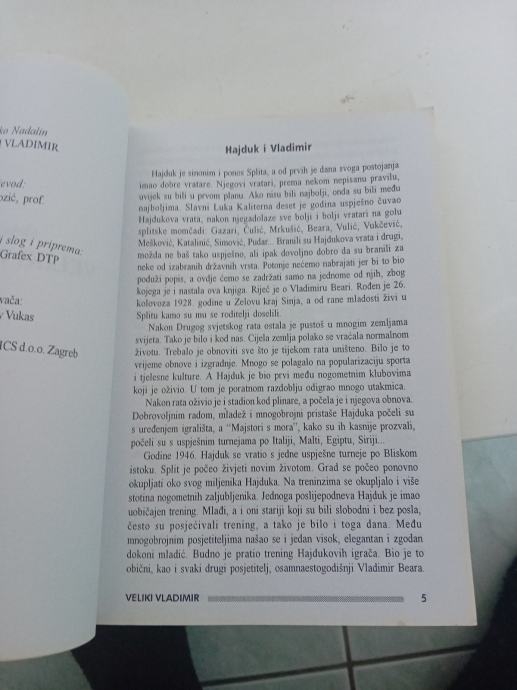 ko Nadalin
VLADIMIR
evod:
ozić, prof.
i slog i priprema:
Grafex DTP
vača:
Vukas
ICS d.o.o. Zagreb
Hajduk i Vladimir
Hajduk je sinonim i ponos Splita, a od prvih je dana svoga postojanja
imao dobre vratare. Njegovi vratari, prema nekom nepisanu pravilu,
uvijek su bili u prvom planu. Ako nisu bili najbolji, onda su bili među
najboljima. Slavni Luka Kaliterna deset je godina uspješno čuvao
Hajdukova vrata, nakon njega dolaze sve bolji i bolji vratari na golu
splitske momčadi: Gazari, Čulić, Mrkušić, Beara, Vulić, Vukčević,
Mešković, Katalinić, Simović, Pudar... Branili su Hajdukova vrata i drugi,
možda ne baš tako uspješno, ali ipak dovoljno dobro da su branili za
neke od izabranih državnih vrsta. Potonje nećemo nabrajati jer bi to bio
poduži popis, a ovdje ćemo se zadržati samo na jednome od njih, zbog
kojega je i nastala ova knjiga. Riječ je o Vladimiru Beari. Rođen je 26.
kolovoza 1928. godine u Zelovu kraj Sinja, a od rane mladosti živi u
Splitu kamo su mu se roditelji doselili.
Nakon Drugog svjetskog rata ostala je pustoš u mnogim zemljama
svijeta. Tako je bilo i kod nas. Cijela zemlja polako se vraćala normalnom
životu. Trebalo je obnoviti sve što je tijekom rata uništeno. Bilo je to
vrijeme obnove i izgradnje. Mnogo se polagalo na popularizaciju sporta
i tjelesne kulture. A Hajduk je bio prvi među nogometnim klubovima
koji je oživio. U tom je poratnom razdoblju odigrao mnogo utakmica.
Nakon rata oživio je i stadion kod plinare, a počela je i njegova obnova.
Dobrovoljnim radom, mladež i mnogobrojni pristaše Hajduka počeli su
s uređenjem igrališta, a "Majstori s mora", kako su ih kasnije prozvali,
počeli su s uspješnim turnejama po Italiji, Malti, Egiptu, Siriji...
Godine 1946. Hajduk se vratio s jedne uspješne turneje po Bliskom
istoku. Split je počeo živjeti novim životom. Grad se počeo ponovno
okupljati oko svog miljenika Hajduka. Na treninzima se okupljalo i više
stotina nogometnih zaljubljenika. Jednoga poslijepodneva Hajduk je imao
uobičajen trening. Mladi, a i oni stariji koji su bili slobodni i bez posla,
često su posjećivali trening, a tako je bilo i toga dana. Među
mnogobrojnim posjetiteljima našao se i jedan visok, elegantan i zgodan
dokoni mladić. Budno je pratio trening Hajdukovih igrača. Bio je to
obični, kao i svaki drugi posjetitelj, osamnaestogodišnji Vladimir Beara.
VELIKI VLADIMIR 5